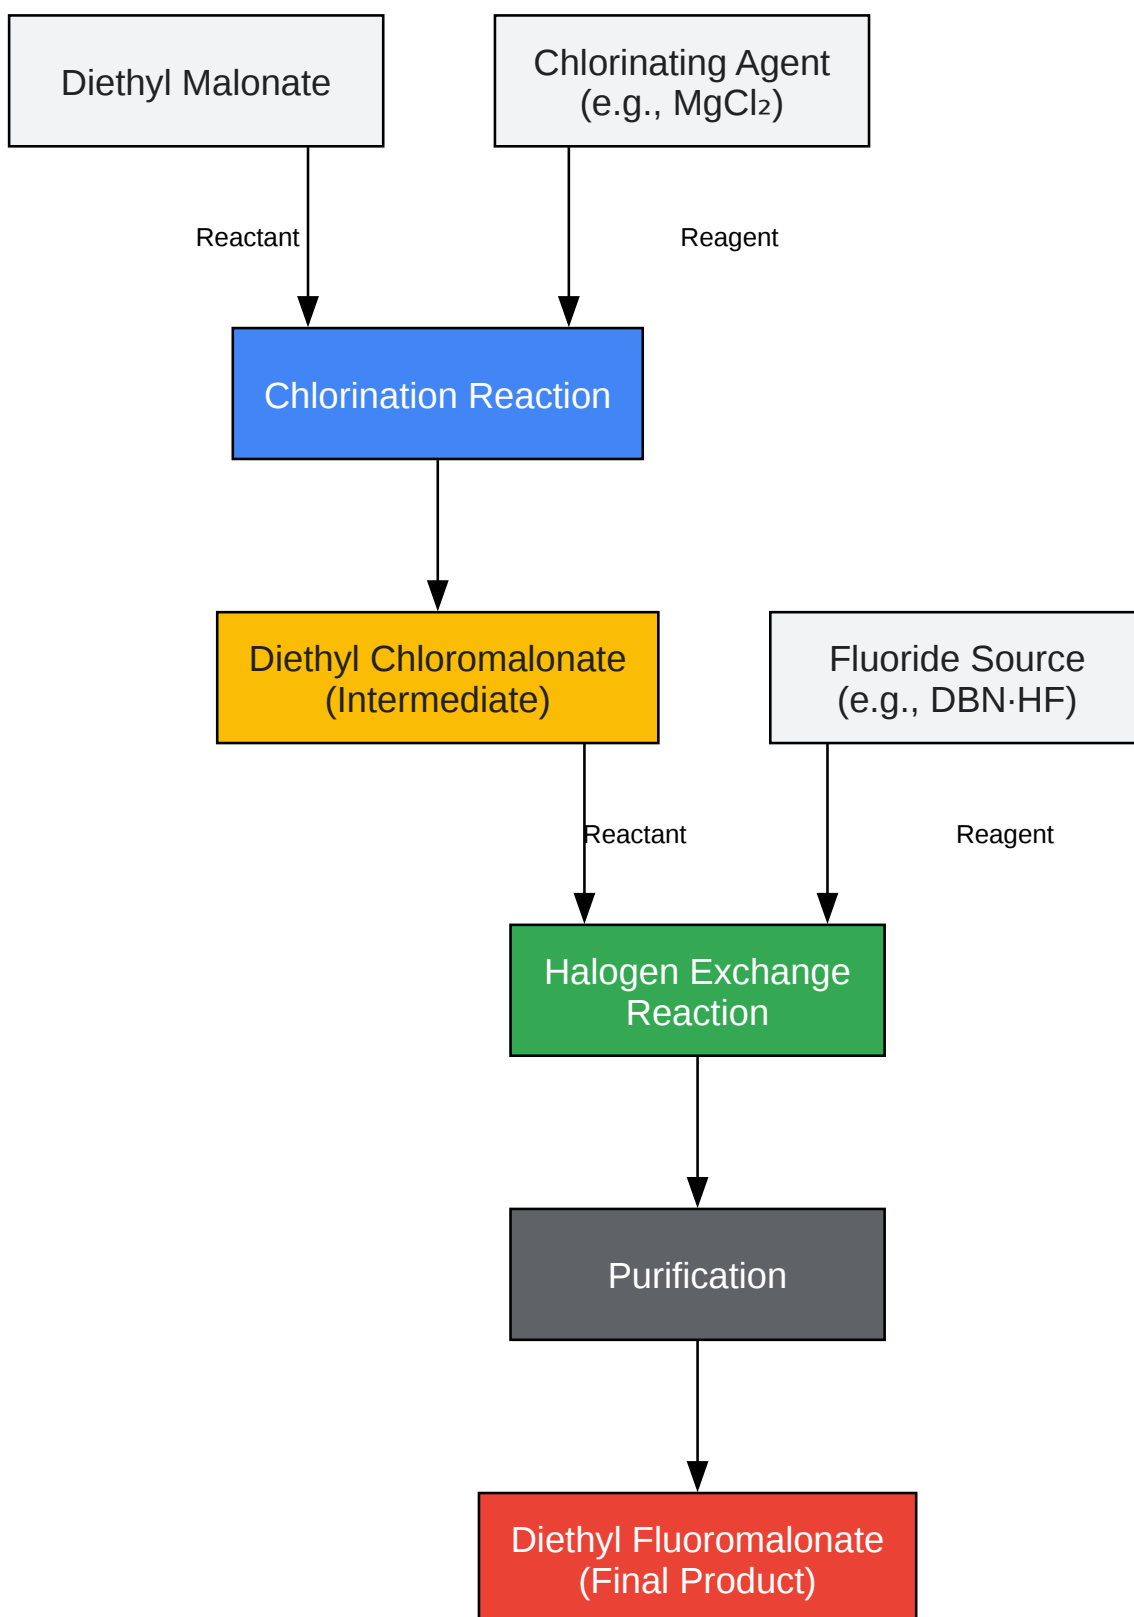 Diethyl Malonate
Chlorinating Agent
(e.g., MgCl₂)
Reactant
Reagent
Chlorination Reaction
Diethyl Chloromalonate
(Intermediate)
Fluoride Source
(e.g., DBN·HF)
Reactant
Reagent
Halogen Exchange
Reaction
Purification
Diethyl Fluoromalonate
(Final Product)